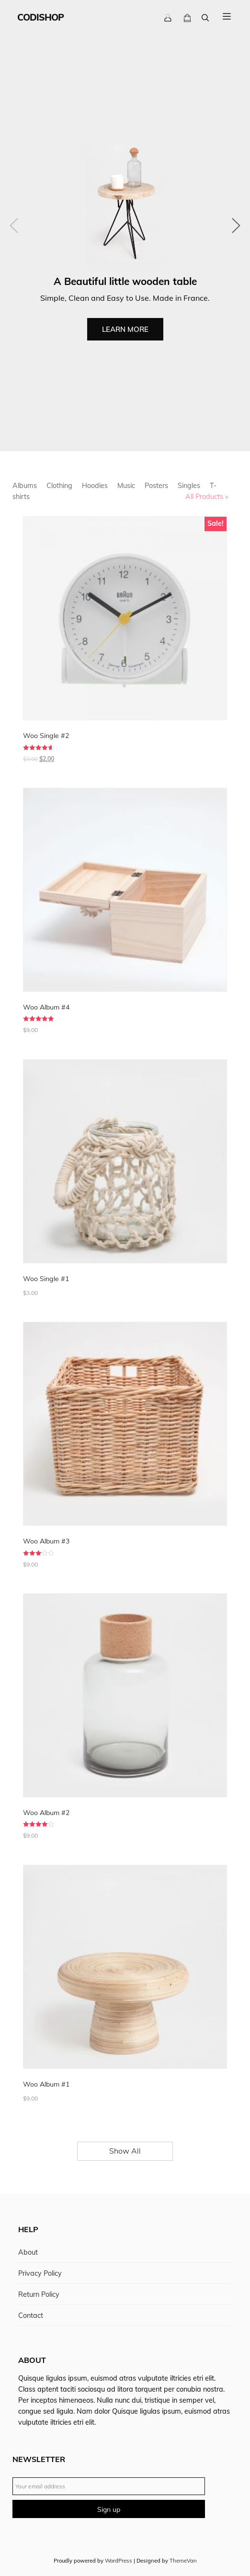 CODISHOP
A Beautiful little wooden table
Simple, Clean and Easy to Use. Made in France.
LEARN MORE
Albums Clothing Hoodies Music Posters Singles T-
shirts All Products »
Sale!
BRAUN
Woo Single #2
$3.00 $2.00
Woo Album #4
$9.00
Woo Single #1
$3.00
Woo Album #3
$9.00
Woo Album #2
$9.00
Woo Album #1
$9.00
Show All
HELP
About
Privacy Policy
Return Policy
Contact
ABOUT
Quisque ligulas ipsum, euismod atras vulputate iltricies etri elit.
Class aptent taciti sociosqu ad litora torquent per conubia nostra.
Per inceptos himenaeos. Nulla nunc dui, tristique in semper vel,
congue sed ligula. Nam dolor Quisque ligulas ipsum, euismod atras
vulputate iltricies etri elit.
NEWSLETTER
Your email address
Sign up
Proudly powered by WordPress | Designed by ThemeVan